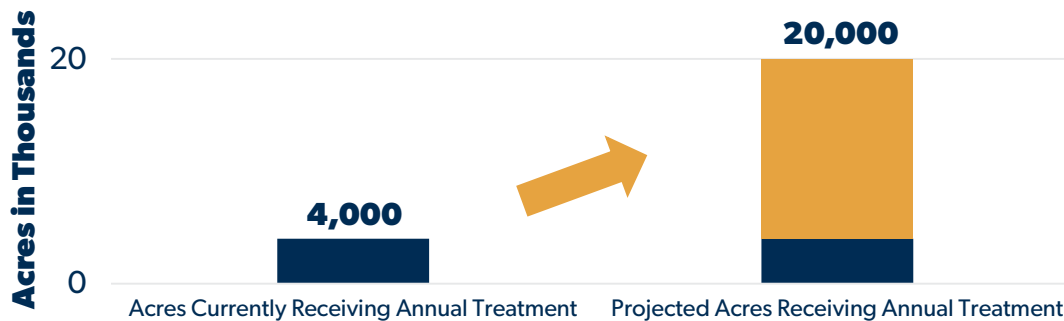 Acres in Thousands
20
0
4,000
20,000
Acres Currently Receiving Annual Treatment
Projected Acres Receiving Annual Treatment